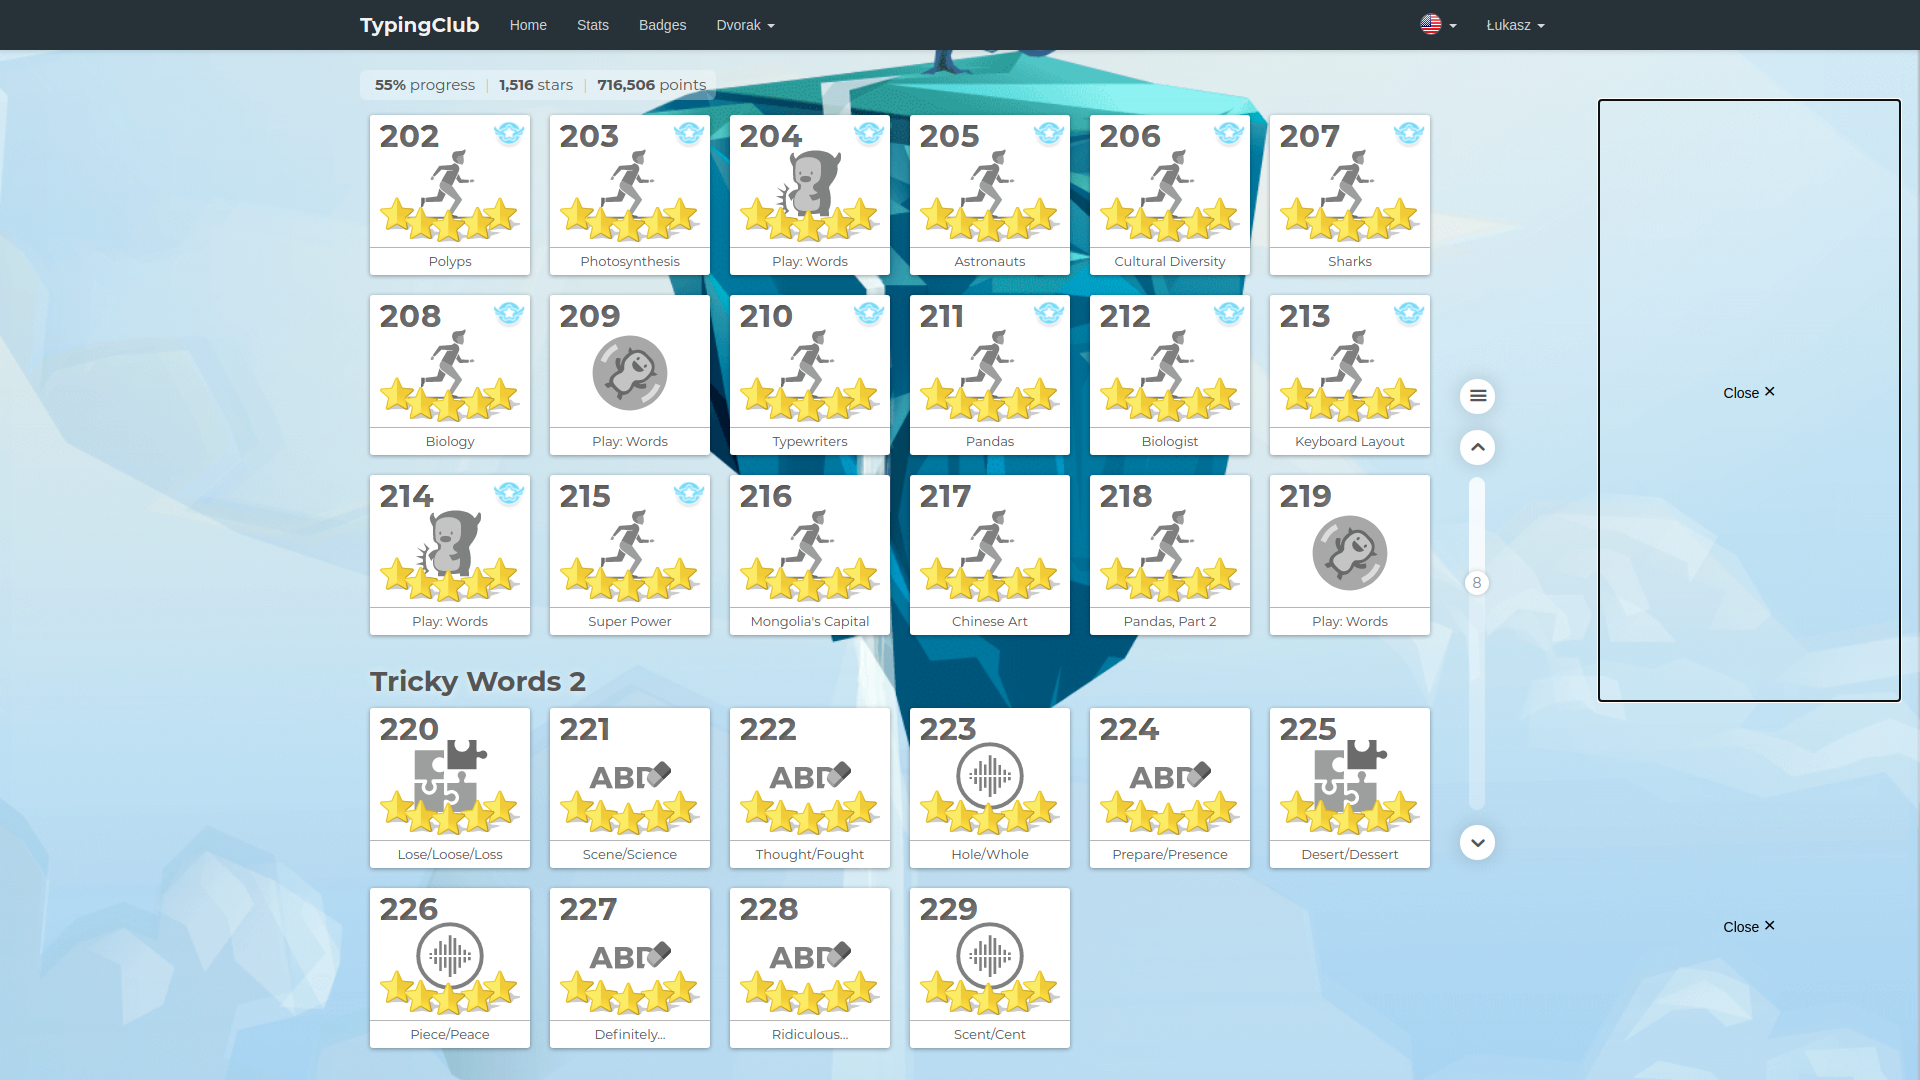 TypingClub Home Stats Badges Dvorak Łukasz
55% progress | 1,516 stars | 716,506 points
202 203 204 205 206 207
Polyps Photosynthesis Play: Words Astronauts Cultural Diversity Sharks
208 209 210 211 212 213
Biology Play: Words Typewriters Pandas Biologist Keyboard Layout
Close ✕
214 215 216 217 218 219
8
Play: Words Super Power Mongolia's Capital Chinese Art Pandas, Part 2 Play: Words
Tricky Words 2
220 221 222 223 224 225
ABD ABD ABD
Lose/Loose/Loss Scene/Science Thought/Fought Hole/Whole Prepare/Presence Desert/Dessert
226 227 228 229
Close ✕
ABD ABD
Piece/Peace Definitely... Ridiculous... Scent/Cent